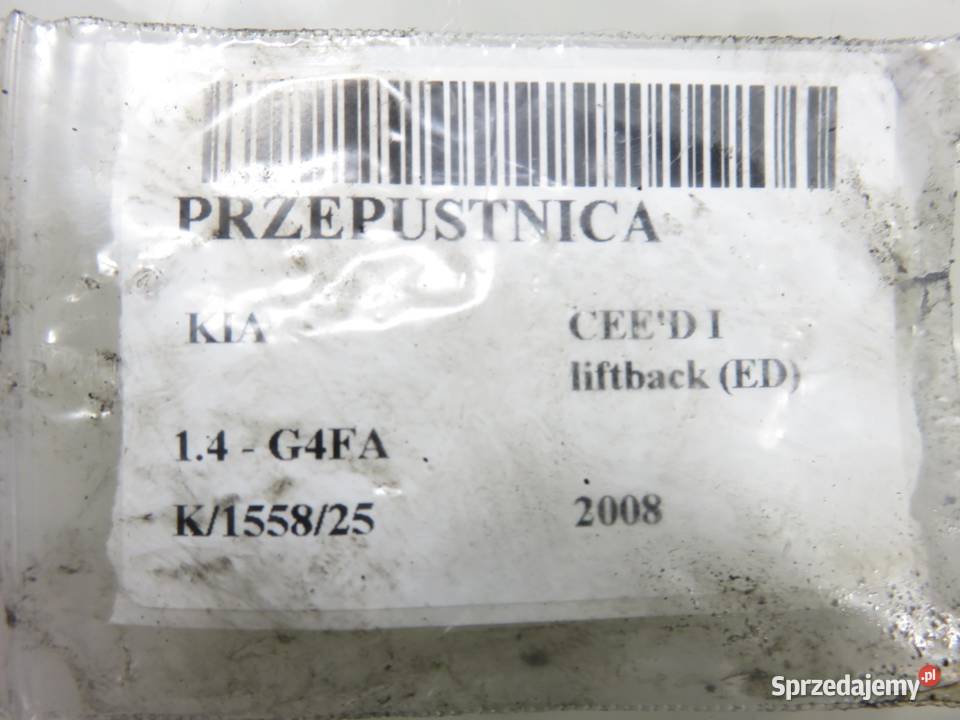 PRZEPUSTNICA
KIA CEE'D I
liftback (ED)
1.4 - G4FA
K/1558/25 2008
Sprzedajemy.pl